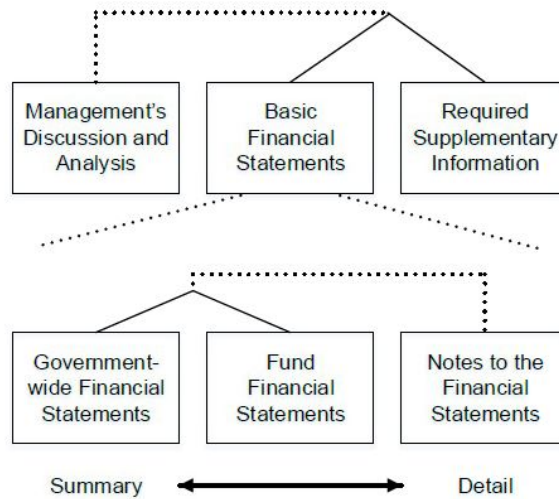 Management's
Discussion and
Analysis
Basic
Financial
Statements
Required
Supplementary
Information
Government-
wide Financial
Statements
Fund
Financial
Statements
Notes to the
Financial
Statements
Summary
Detail